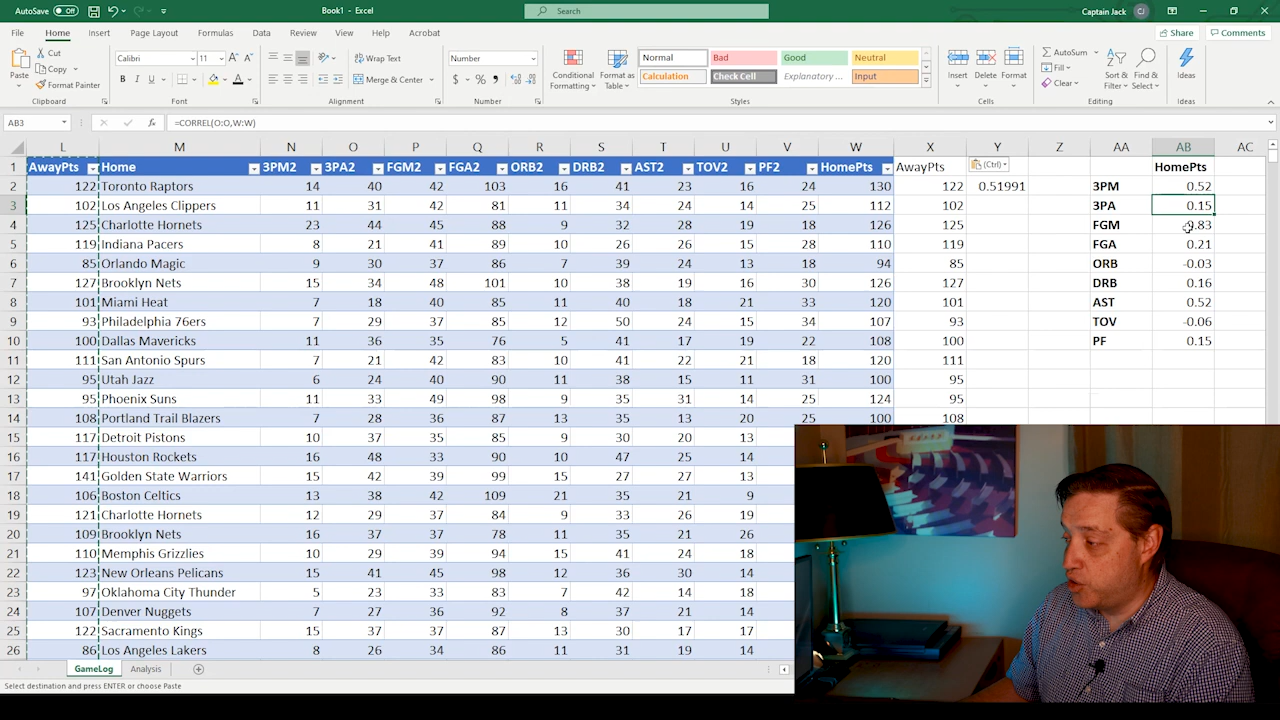 AutoSave Off
Book1 - Excel
Search
Captain Jack CJ
File Home Insert Page Layout Formulas Data Review View Help Acrobat
Share Comments
Paste
Cut
Copy
Format Painter
Clipboard
Calibri 11
B I U
Font
Wrap Text
Merge & Center
Alignment
Number
$ % ,
Number
Conditional Formatting
Format as Table
Normal Bad Good Neutral
Calculation Check Cell Explanatory ... Input
Styles
Insert Delete Format
Cells
AutoSum
Fill
Clear
Sort & Filter
Find & Select
Editing
Ideas
Ideas
AB3 fx =CORREL(O:O,W:W)
L M N O P Q R S T U V W X Y Z AA AB AC
1 AwayPts Home 3PM2 3PA2 FGM2 FGA2 ORB2 DRB2 AST2 TOV2 PF2 HomePts AwayPts (Ctrl) HomePts
2 122 Toronto Raptors 14 40 42 103 16 41 23 16 24 130 122 0.51991 3PM 0.52
3 102 Los Angeles Clippers 11 31 42 81 11 34 24 14 25 112 102 3PA 0.15
4 125 Charlotte Hornets 23 44 45 88 9 32 28 19 18 126 125 FGM 0.83
5 119 Indiana Pacers 8 21 41 89 10 26 26 15 28 110 119 FGA 0.21
6 85 Orlando Magic 9 30 37 86 7 39 24 13 18 94 85 ORB -0.03
7 127 Brooklyn Nets 15 34 48 101 10 38 19 16 30 126 127 DRB 0.16
8 101 Miami Heat 7 18 40 85 11 40 18 21 33 120 101 AST 0.52
9 93 Philadelphia 76ers 7 29 37 85 12 50 24 15 34 107 93 TOV -0.06
10 100 Dallas Mavericks 11 36 35 76 5 41 17 19 22 108 100 PF 0.15
11 111 San Antonio Spurs 7 21 42 83 10 41 22 21 18 120 111
12 95 Utah Jazz 6 24 40 90 11 38 15 11 31 100 95
13 95 Phoenix Suns 11 33 49 98 9 35 31 14 25 124 95
14 108 Portland Trail Blazers 7 28 36 87 13 35 13 20 25 100 108
15 117 Detroit Pistons 10 37 35 85 9 30 20 13
16 117 Houston Rockets 16 48 33 90 10 47 25 14
17 141 Golden State Warriors 15 42 39 99 15 27 27 13
18 106 Boston Celtics 13 38 42 109 21 35 21 9
19 121 Charlotte Hornets 12 29 37 84 9 33 26 19
20 109 Brooklyn Nets 16 37 37 78 11 35 21 26
21 110 Memphis Grizzlies 10 29 39 94 15 41 24 18
22 123 New Orleans Pelicans 15 41 45 98 12 36 30 14
23 97 Oklahoma City Thunder 5 23 33 83 7 42 14 18
24 107 Denver Nuggets 7 27 36 92 8 37 21 14
25 122 Sacramento Kings 15 37 37 87 13 30 17 17
26 86 Los Angeles Lakers 8 26 34 86 11 31 19 14
GameLog Analysis
Select destination and press ENTER or choose Paste